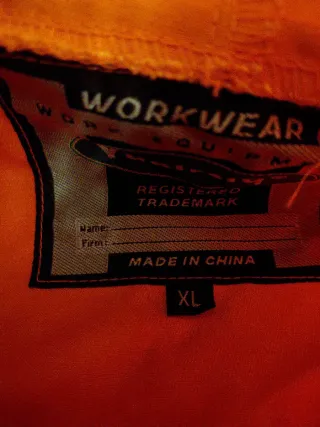 WORKWEAR
REGISTERED
TRADEMARK
Name:
Firm:
MADE IN CHINA
XL